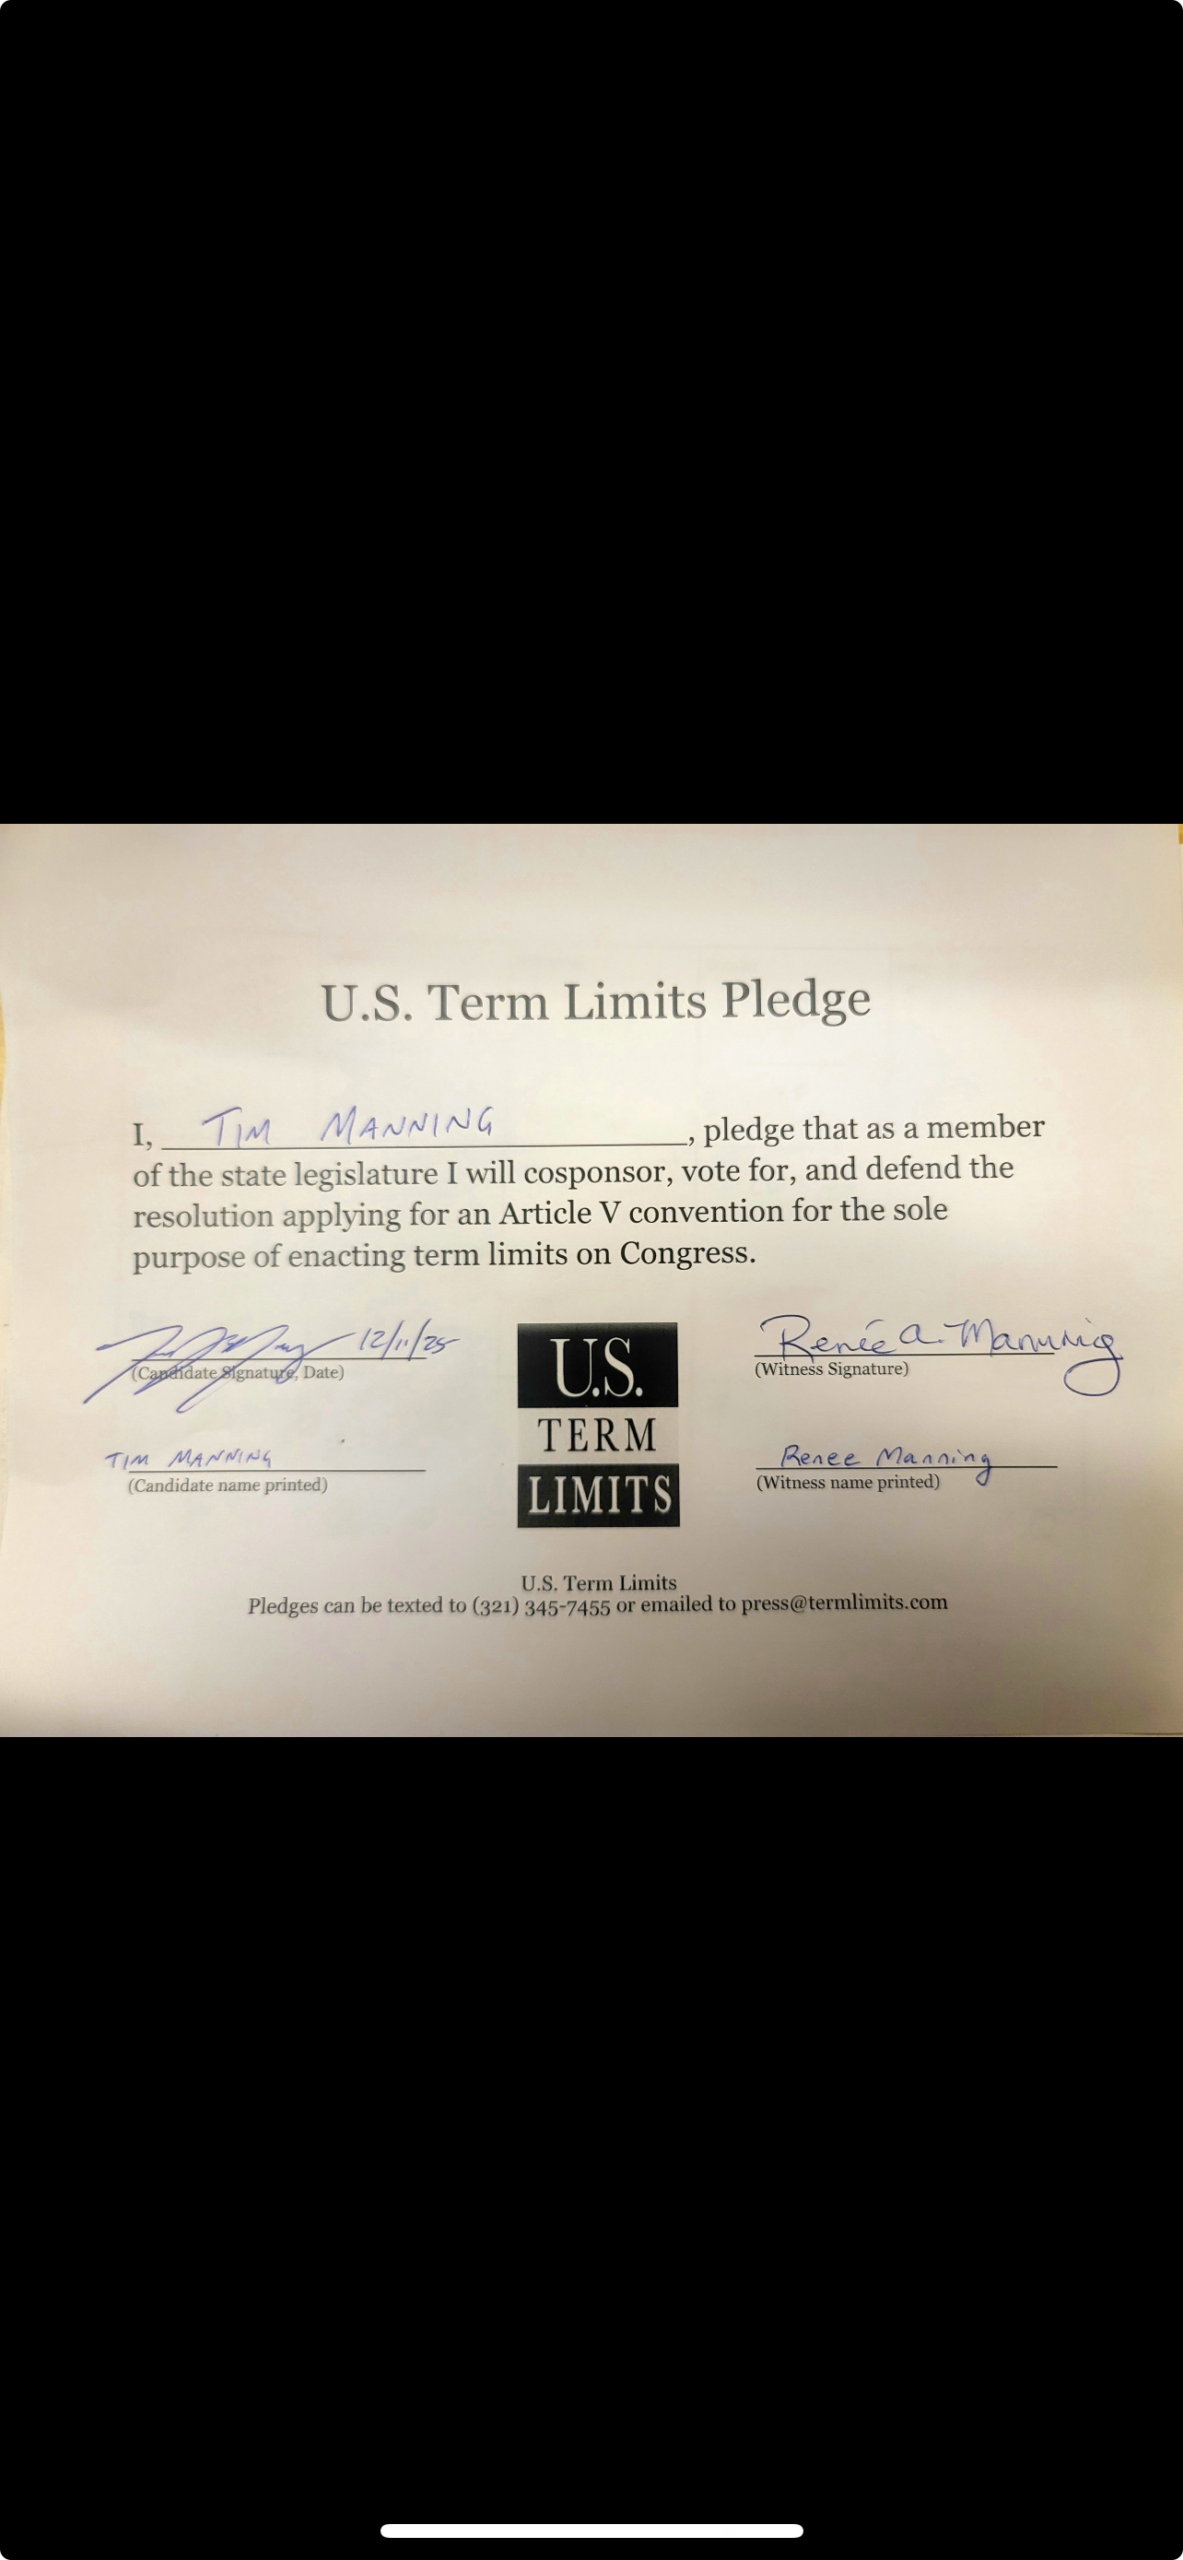 U.S. Term Limits Pledge
I, TIM MANNING, pledge that as a member
of the state legislature I will cosponsor, vote for, and defend the
resolution applying for an Article V convention for the sole
purpose of enacting term limits on Congress.
12/11/25
(Candidate Signature, Date)
Renée A. Manning
(Witness Signature)
TIM MANNING
(Candidate name printed)
Renee Manning
(Witness name printed)
U.S.
TERM
LIMITS
U.S. Term Limits
Pledges can be texted to (321) 345-7455 or emailed to press@termlimits.com